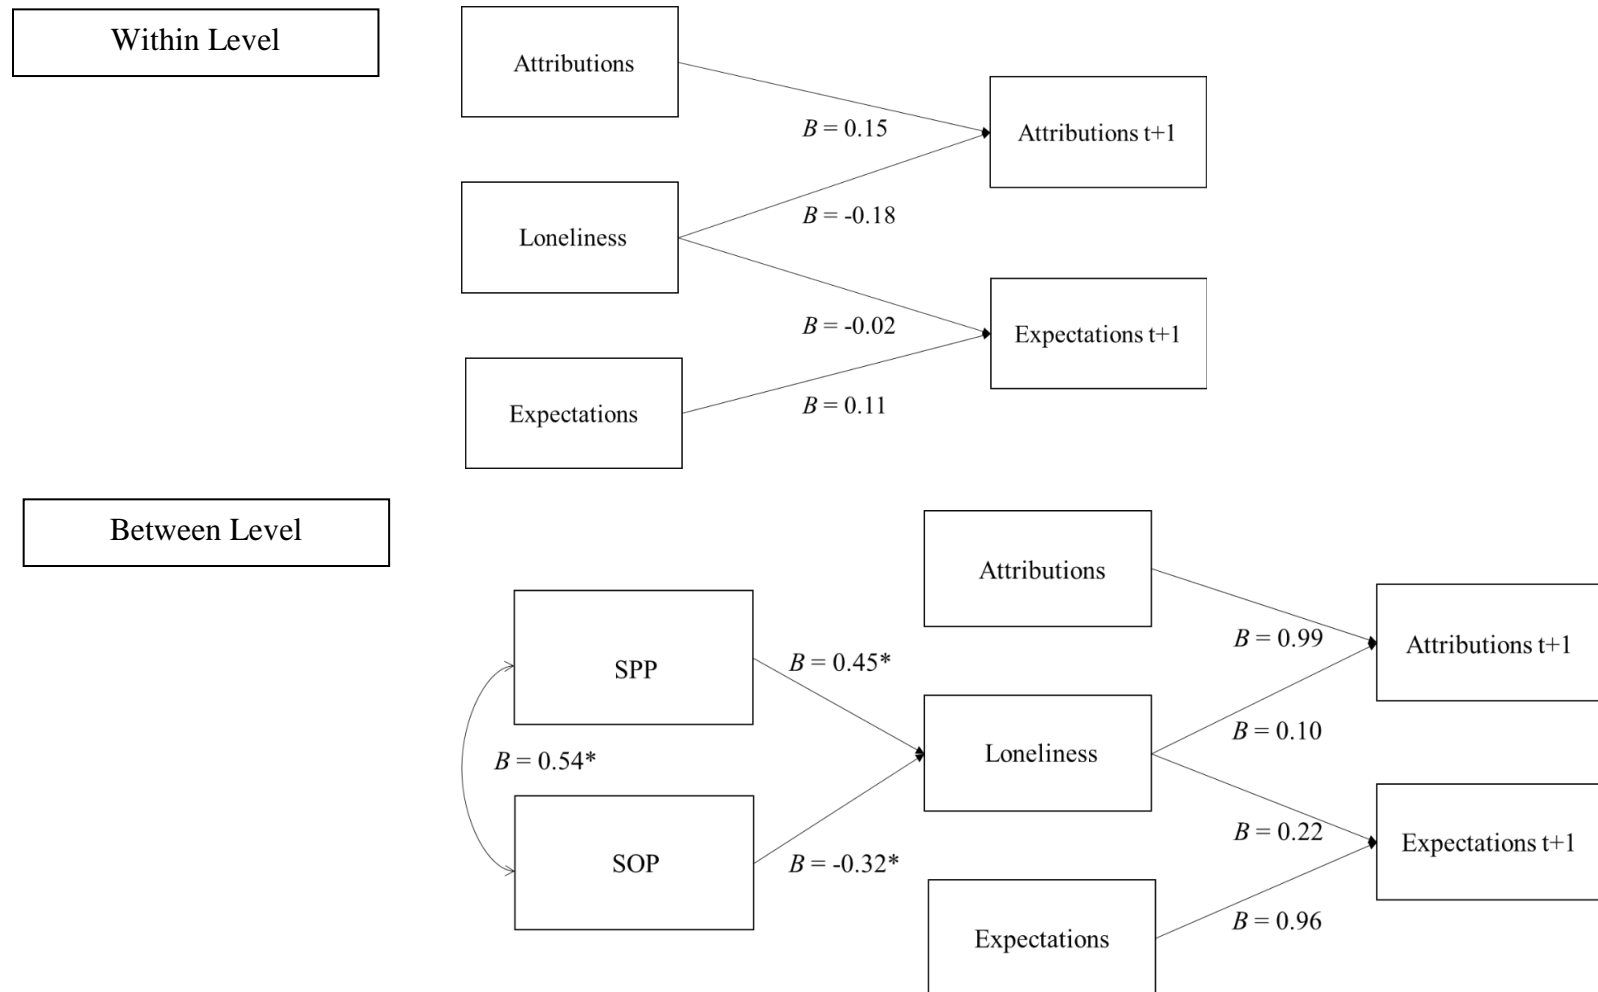 Within Level
Attributions
B = 0.15
Attributions t+1
Loneliness
B = -0.18
B = -0.02
Expectations t+1
Expectations
B = 0.11
Between Level
Attributions
SPP
B = 0.45*
B = 0.99
Attributions t+1
B = 0.54*
Loneliness
B = 0.10
SOP
B = -0.32*
B = 0.22
Expectations t+1
Expectations
B = 0.96